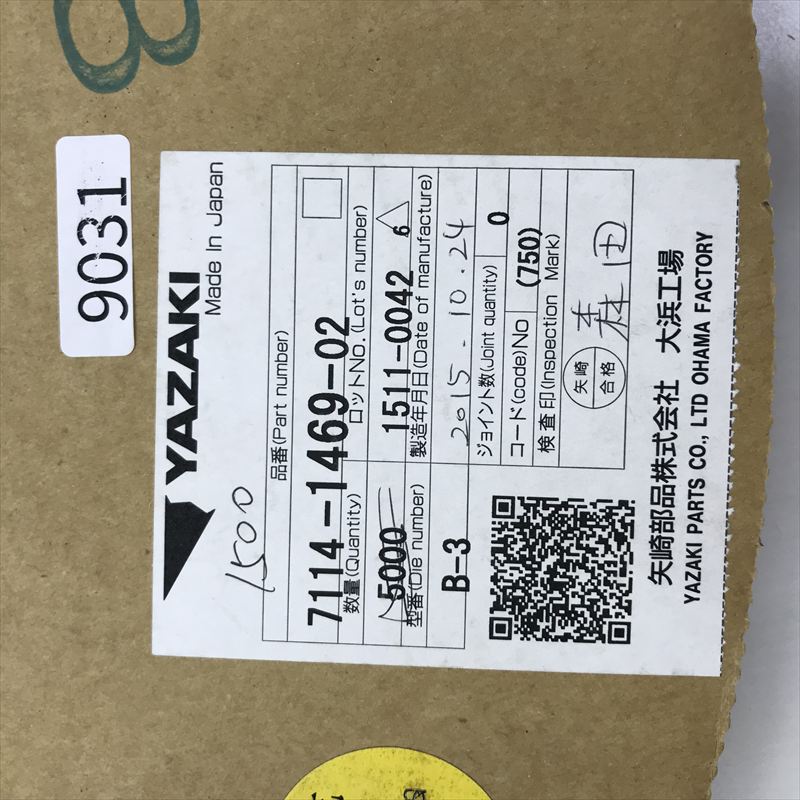 8
9031
YAZAKI
Made In Japan
1500
品番(Part number)
7114-1469-02
数量(Quantity)
ロットNO.(Lot's number)
5000
1511-0042 6
型番(Die number)
製造年月日(Date of manufacture)
B-3
2015.10.24
ジョイント数(Joint quantity)
0
コード(code)No
(750)
検査印(Inspection Mark)
矢崎
合格
森田
矢崎部品株式会社 大浜工場
YAZAKI PARTS CO., LTD OHAMA FACTORY